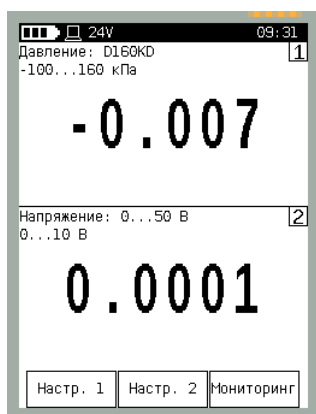 24V 09:31
Давление: D160KD 1
-100...160 кПа
-0.007
Напряжение: 0...50 В 2
0...10 В
0.0001
Настр. 1 Настр. 2 Мониторинг